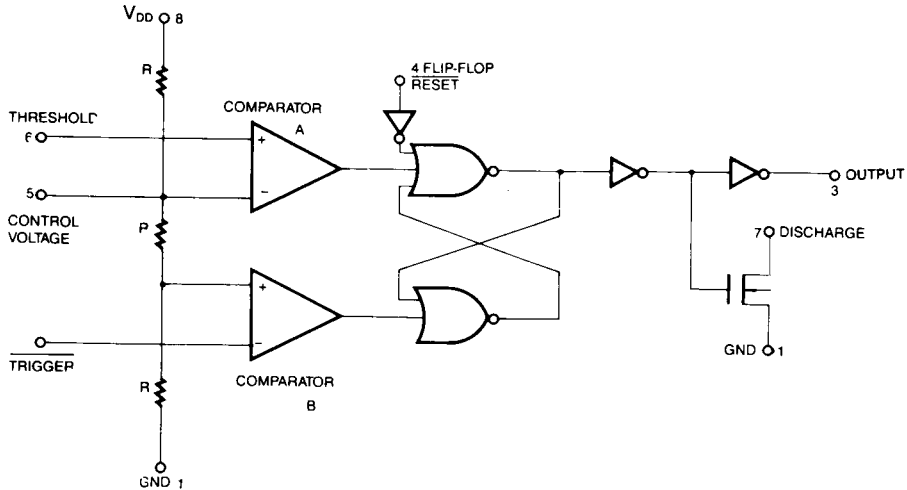 VDD 8
R
4 FLIP-FLOP
RESET
COMPARATOR
A
THRESHOLD
6
+
−
5
CONTROL
VOLTAGE
R
OUTPUT
3
7 DISCHARGE
+
−
TRIGGER
COMPARATOR
B
GND 1
R
GND 1